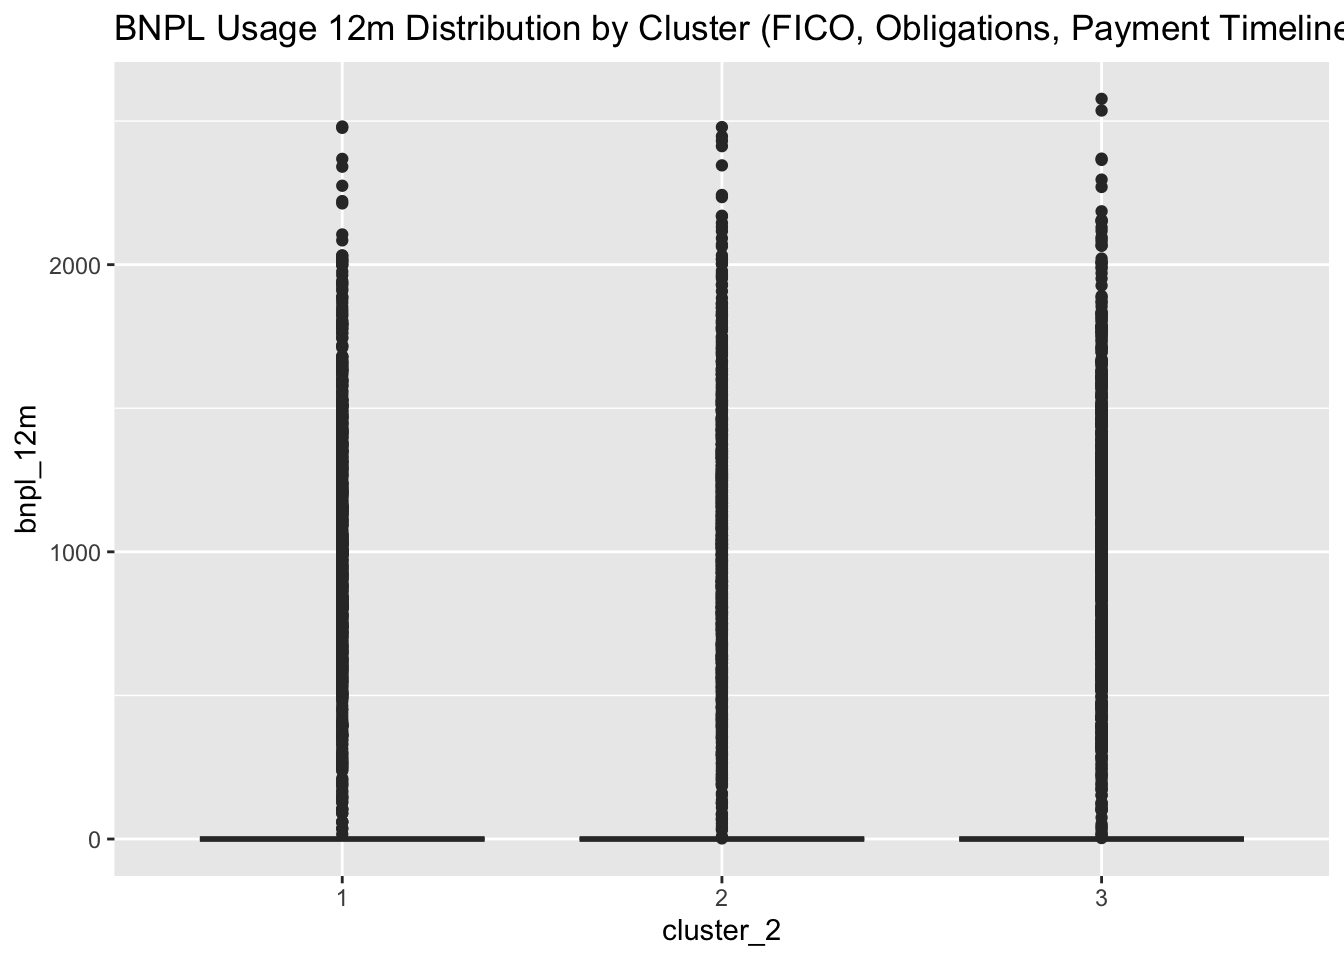 BNPL Usage 12m Distribution by Cluster (FICO, Obligations, Payment Timeline
2000
1000
0
bnpl_12m
1
2
3
cluster_2